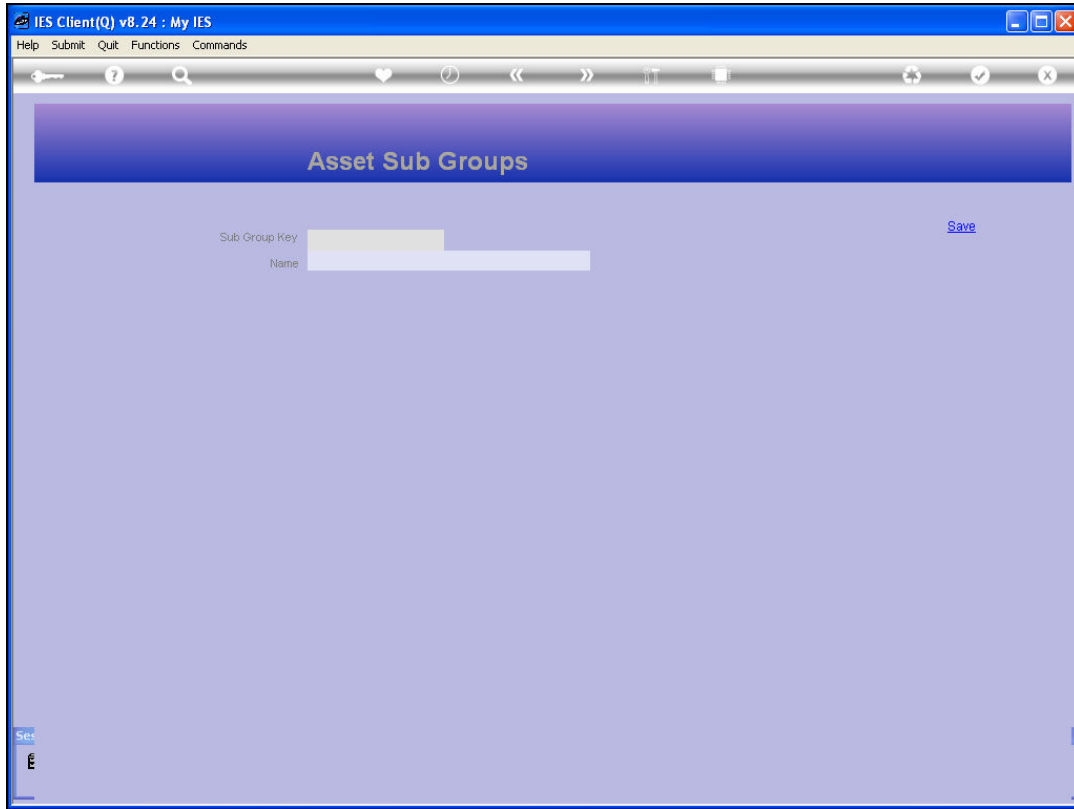 IES Client(Q) v8.24 : My IES
Help Submit Quit Functions Commands
Asset Sub Groups
Save
Sub Group Key
Name
Ses